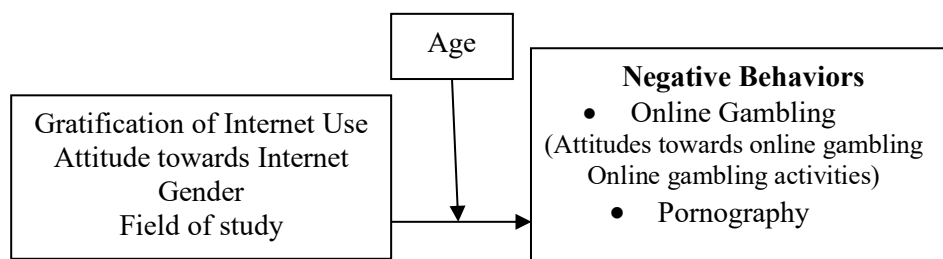 Age
Gratification of Internet Use
Attitude towards Internet
Gender
Field of study
Negative Behaviors
• Online Gambling
(Attitudes towards online gambling
Online gambling activities)
• Pornography